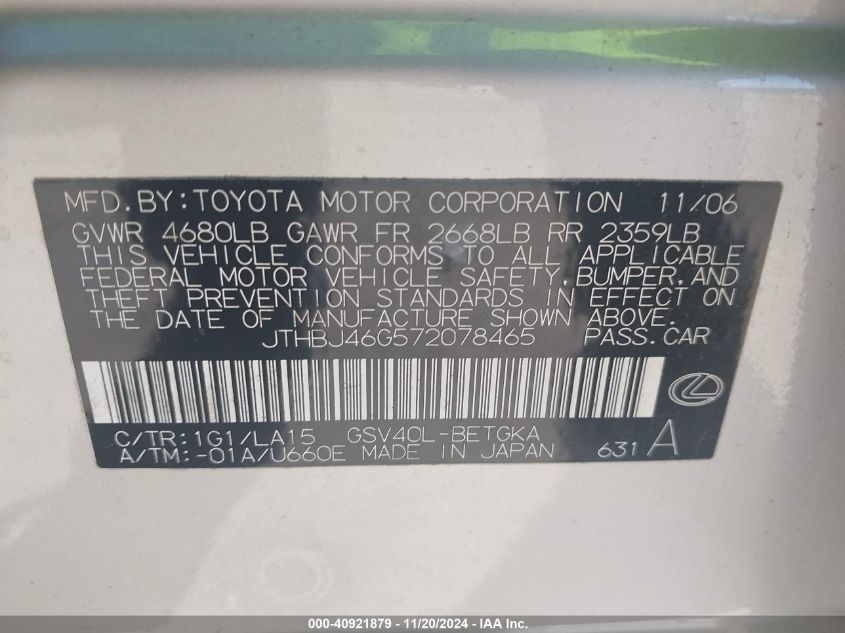 MFD.BY:TOYOTA MOTOR CORPORATION 11/06
GVWR 4680LB GAWR FR 2668LB RR 2359LB
THIS VEHICLE CONFORMS TO ALL APPLICABLE
FEDERAL MOTOR VEHICLE SAFETY,BUMPER,AND
THEFT PREVENTION STANDARDS IN EFFECT ON
THE DATE OF MANUFACTURE SHOWN ABOVE.
JTHBJ46G572078465 PASS.CAR
C/TR:1G1/LA15 GSV40L-BETGKA
A/TM:-01A/U660E MADE IN JAPAN 631 A
000-40921879 - 11/20/2024 - IAA Inc.